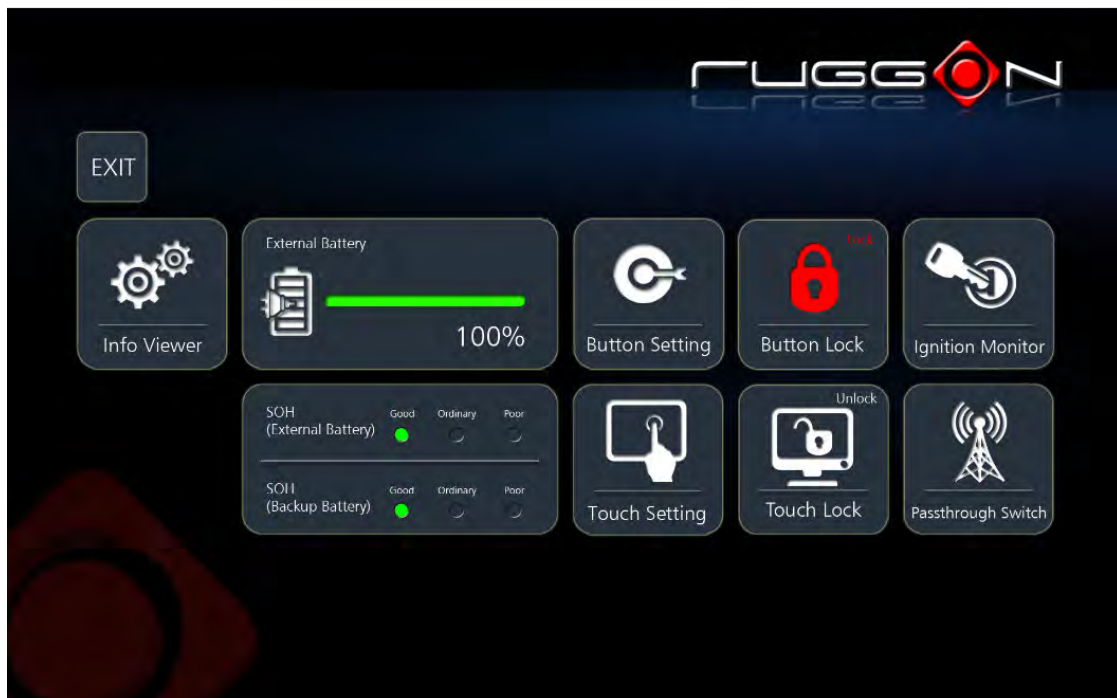 RUGGON
EXIT
Info Viewer
External Battery
100%
Button Setting
Lock
Button Lock
Ignition Monitor
SOH
(External Battery)
Good Ordinary Poor
SOH
(Backup Battery)
Good Ordinary Poor
Touch Setting
Unlock
Touch Lock
Passthrough Switch